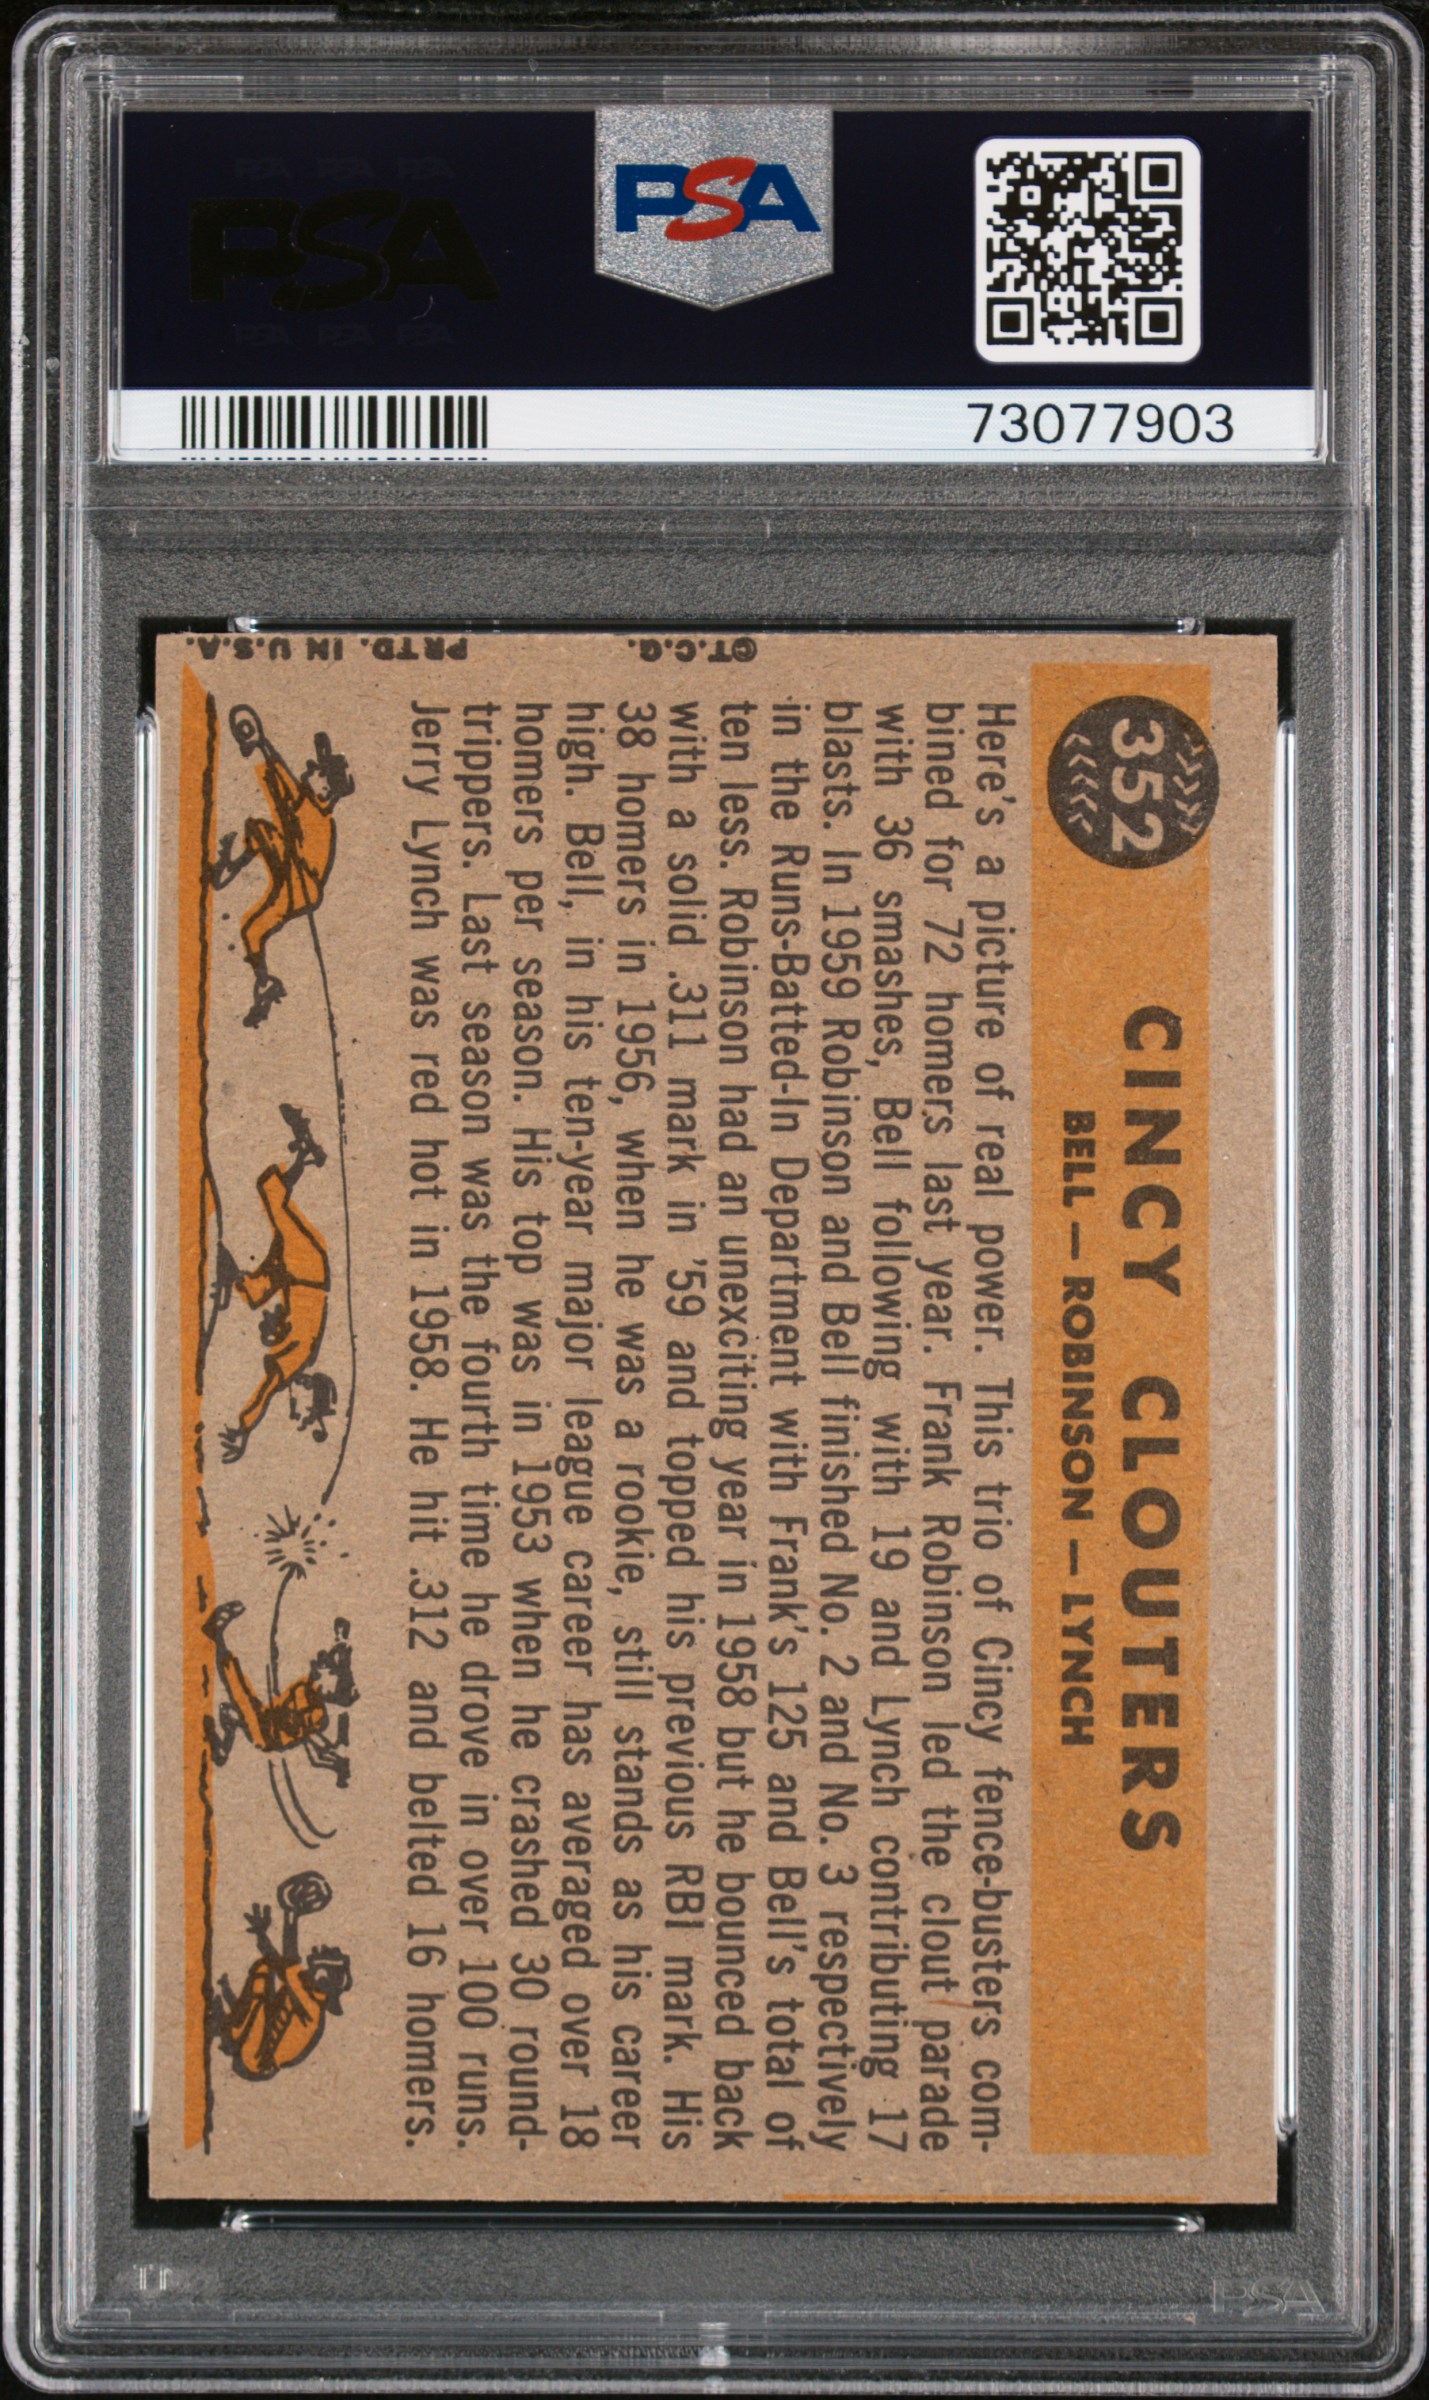 PSA PSA PSA
PSA
PSA PSA PSA
PSA
73077903
352
CINCY CLOUTERS
BELL — ROBINSON — LYNCH
Here's a picture of real power. This trio of Cincy fence-busters com-
bined for 72 homers last year. Frank Robinson led the clout parade
with 36 smashes, Bell following with 19 and Lynch contributing 17
blasts. In 1959 Robinson and Bell finished No. 2 and No. 3 respectively
in the Runs-Batted-In Department with Frank's 125 and Bell's total of
ten less. Robinson had an unexciting year in 1958 but he bounced back
with a solid .311 mark in '59 and topped his previous RBI mark. His
38 homers in 1956, when he was a rookie, still stands as his career
high. Bell, in his ten-year major league career has averaged over 18
homers per season. His top was in 1953 when he crashed 30 round-
trippers. Last season was the fourth time he drove in over 100 runs.
Jerry Lynch was red hot in 1958. He hit .312 and belted 16 homers.
©T.C.G.
PRTD. IN U.S.A.
PSA